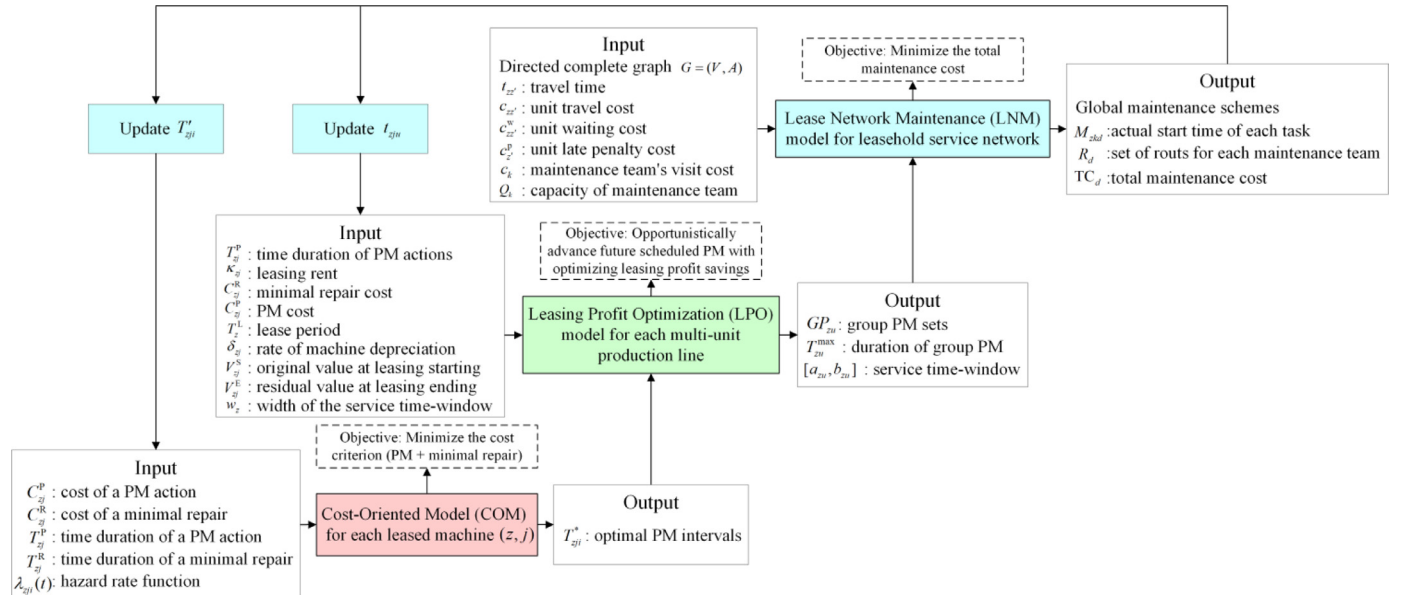 Update T′zji
Update tzju
Input
Directed complete graph G=(V,A)
tzz' : travel time
czz' : unit travel cost
cʷzz' : unit waiting cost
cᵖz' : unit late penalty cost
ck : maintenance team's visit cost
Qk : capacity of maintenance team
Objective: Minimize the total
maintenance cost
Lease Network Maintenance (LNM)
model for leasehold service network
Output
Global maintenance schemes
Mzkd :actual start time of each task
Rd :set of routs for each maintenance team
TCd :total maintenance cost
Input
Tᴾzj : time duration of PM actions
κzj : leasing rent
Cᴿzj : minimal repair cost
Cᴾzj : PM cost
Tᴸz : lease period
δzj : rate of machine depreciation
Vˢzj : original value at leasing starting
Vᴱzj : residual value at leasing ending
wz : width of the service time-window
Objective: Opportunistically
advance future scheduled PM with
optimizing leasing profit savings
Leasing Profit Optimization (LPO)
model for each multi-unit
production line
Output
GPzu : group PM sets
Tᵐᵃˣzu : duration of group PM
[azu,bzu] : service time-window
Input
Cᴾzj : cost of a PM action
Cᴿzj : cost of a minimal repair
Tᴾzj : time duration of a PM action
Tᴿzj : time duration of a minimal repair
λzji(t): hazard rate function
Objective: Minimize the cost
criterion (PM + minimal repair)
Cost-Oriented Model (COM)
for each leased machine (z,j)
Output
T*zji : optimal PM intervals